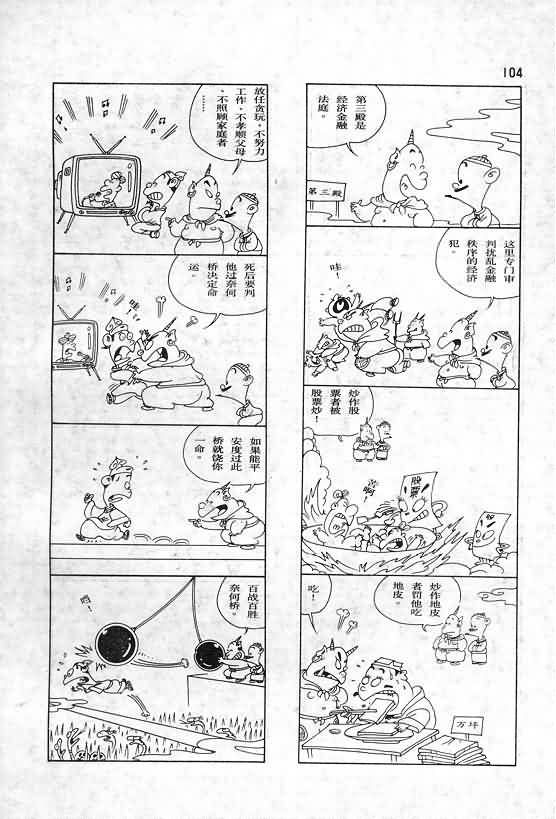 104
第三殿是
经济金融
法庭。
第三殿
这里专门审
判扰乱金融
秩序的经济
犯。
哇!
炒作股
票者被
股票炒!
苦啊!
股票
炒作地皮
者罚他吃
地皮。
吃!
万坪
放任贪玩、不努力
工作、不孝顺父母
、不照顾家庭者
……
死后要判
他过奈何
桥决定命
运。
哇!
如果能平
安度过此
桥就饶你
一命。
百战百胜
奈何桥。